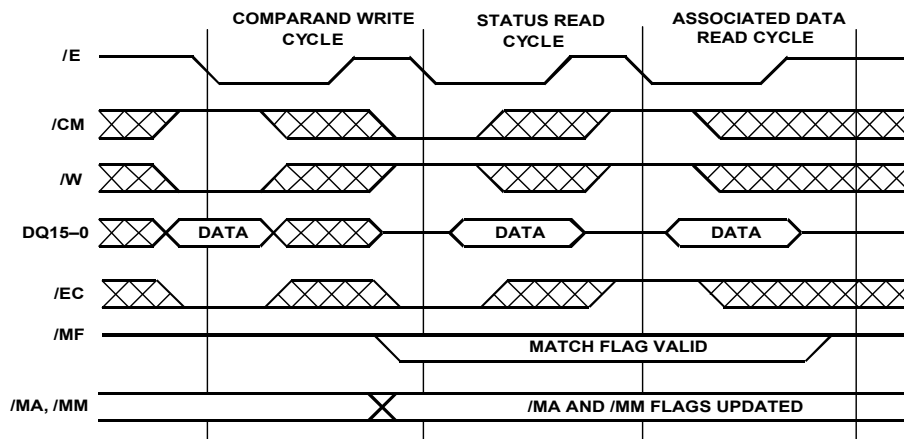 COMPARAND WRITE
CYCLE
STATUS READ
CYCLE
ASSOCIATED DATA
READ CYCLE
/E
/CM
/W
DQ15–0
DATA
DATA
DATA
/EC
/MF
MATCH FLAG VALID
/MA, /MM
/MA AND /MM FLAGS UPDATED